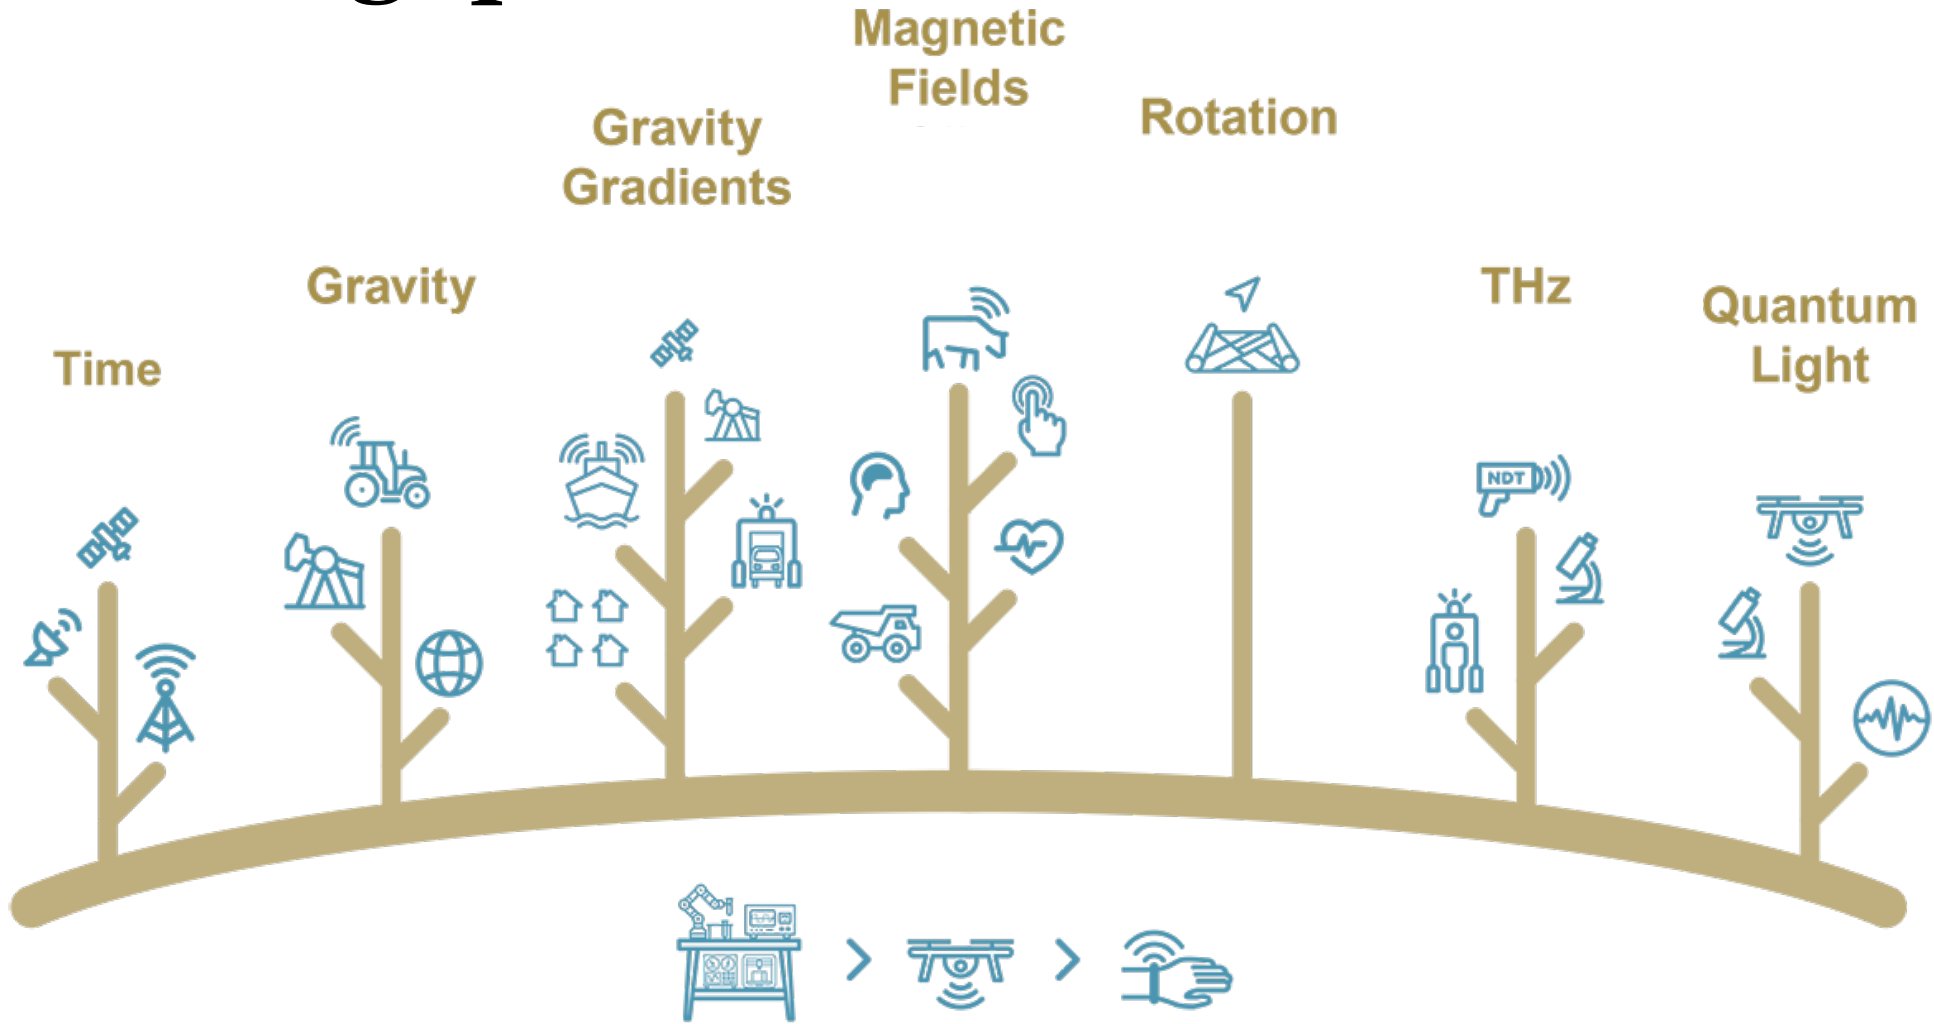 Magnetic
Fields
Gravity
Gradients
Rotation
Gravity
THz
Quantum
Light
Time
NDT